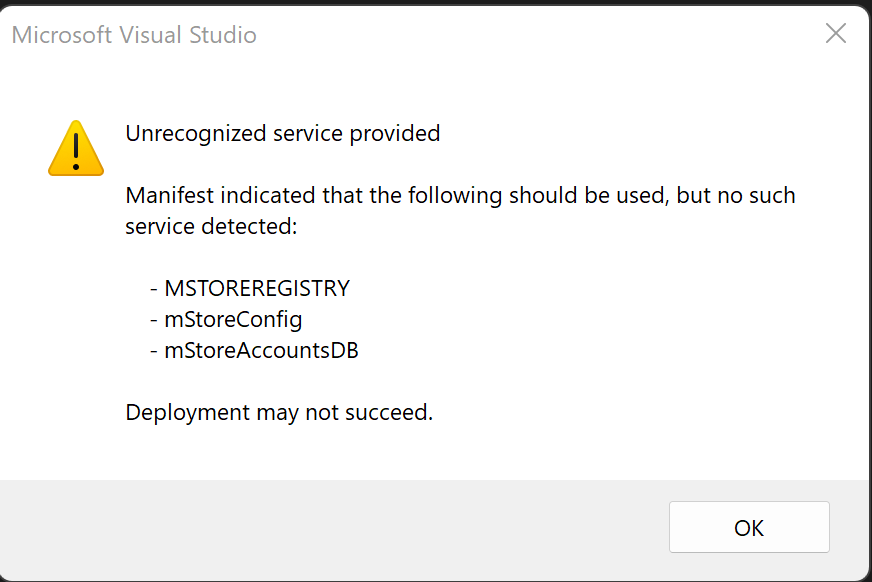 Microsoft Visual Studio
Unrecognized service provided
Manifest indicated that the following should be used, but no such
service detected:
- MSTOREREGISTRY
- mStoreConfig
- mStoreAccountsDB
Deployment may not succeed.
OK